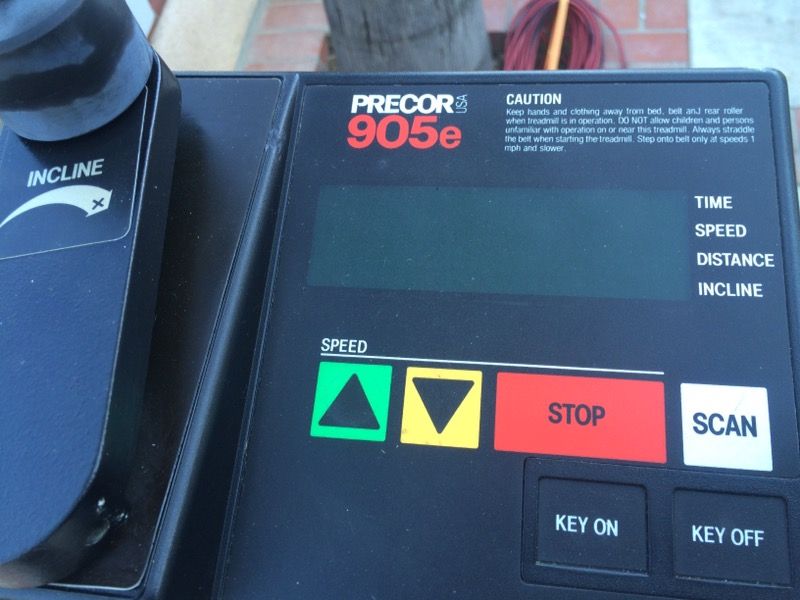 PRECOR USA
905e
CAUTION
Keep hands and clothing away from bed, belt and rear roller
when treadmill is in operation. DO NOT allow children and persons
unfamiliar with operation on or near this treadmill. Always straddle
the belt when starting the treadmill. Step onto belt only at speeds 1
mph and slower.
INCLINE
TIME
SPEED
DISTANCE
INCLINE
SPEED
STOP
SCAN
KEY ON
KEY OFF